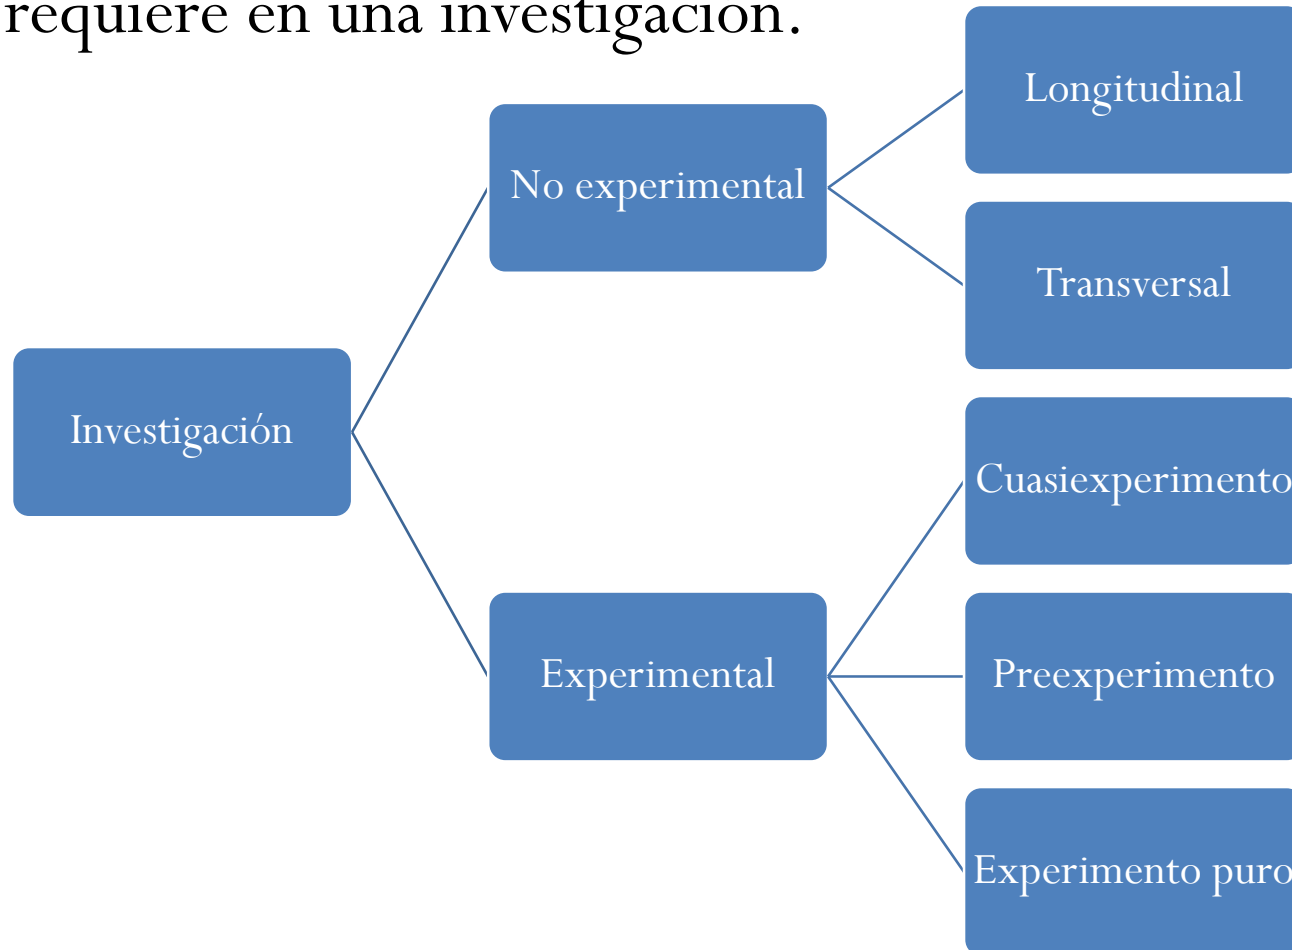 requiere en una investigación.
Longitudinal
No experimental
Transversal
Investigación
Cuasiexperimento
Experimental
Preexperimento
Experimento puro